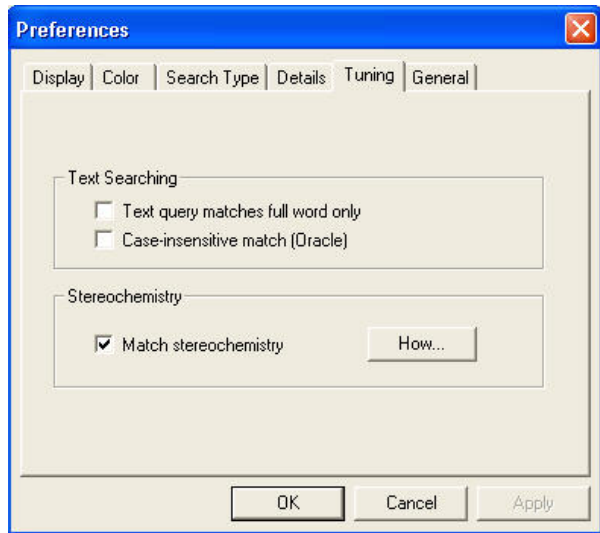 Preferences
Display Color Search Type Details Tuning General
Text Searching
Text query matches full word only
Case-insensitive match (Oracle)
Stereochemistry
Match stereochemistry How...
OK Cancel Apply